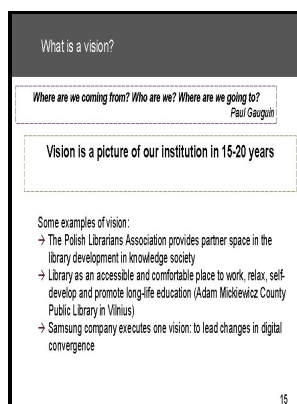 What is a vision?
Where are we coming from? Who are we? Where are we going to?
Paul Gauguin
Vision is a picture of our institution in 15-20 years
Some examples of vision:
→ The Polish Librarians Association provides partner space in the
library development in knowledge society
→ Library as an accessible and comfortable place to work, relax, self-
develop and promote long-life education (Adam Mickiewicz County
Public Library in Vilnius)
→ Samsung company executes one vision: to lead changes in digital
convergence
15